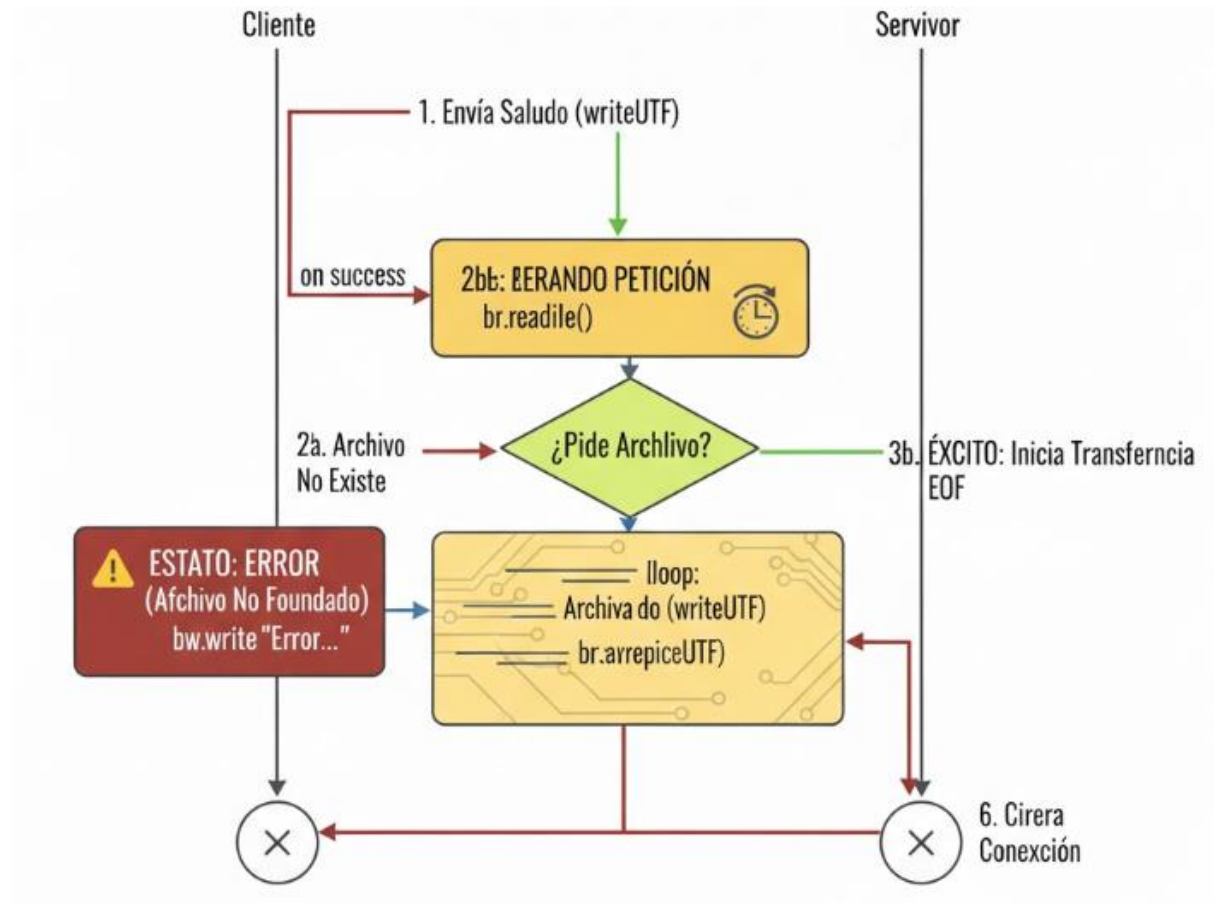 Cliente
Servivor
1. Envía Saludo (writeUTF)
on success
PETICIÓN
br.readile()
2a. Archivo
No Existe
¿Pide Archlivo?
3b. ÉXCITO: Inicia Transferncia
EOF
ESTATO: ERROR
(Afchivo No Foundado)
bw.write "Error..."
lloop:
Archiva do (writeUTF)
br.avrepiceUTF)
6. Cirera
Conexción